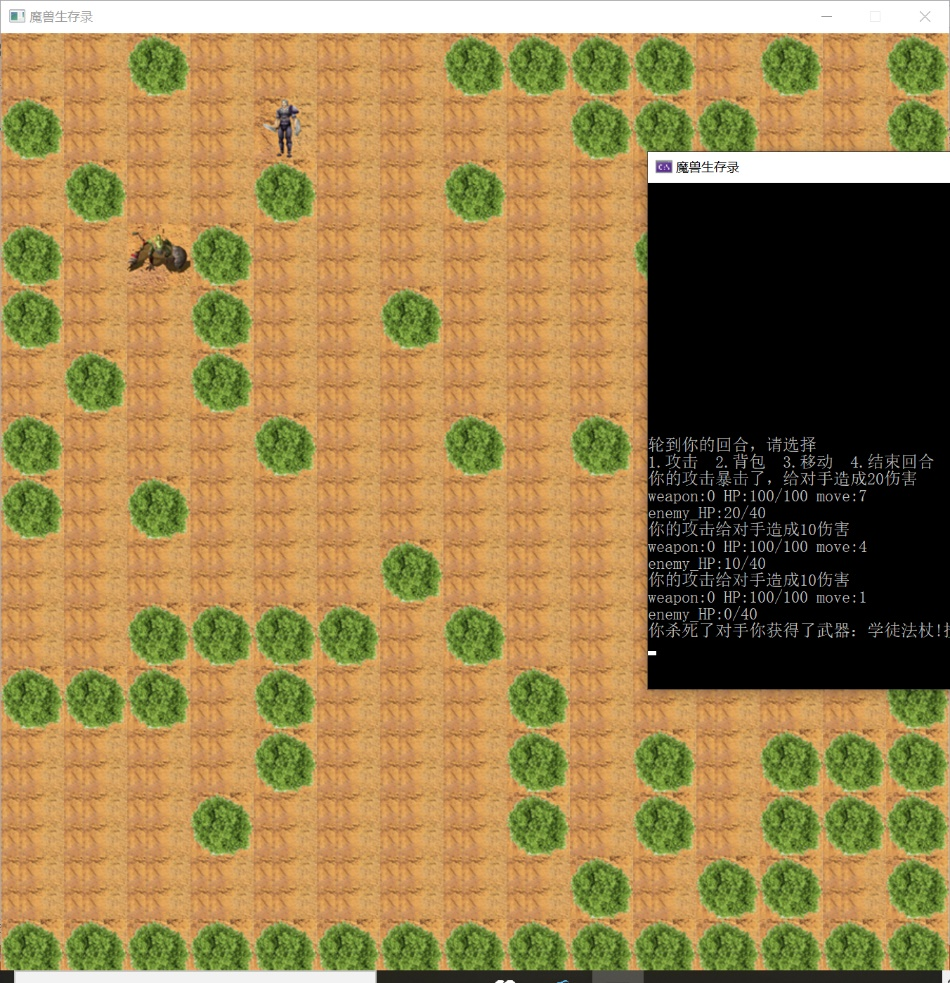 魔兽生存录
魔兽生存录
轮到你的回合，请选择
1.攻击 2.背包 3.移动 4.结束回合
你的攻击暴击了，给对手造成20伤害
weapon:0 HP:100/100 move:7
enemy_HP:20/40
你的攻击给对手造成10伤害
weapon:0 HP:100/100 move:4
enemy_HP:10/40
你的攻击给对手造成10伤害
weapon:0 HP:100/100 move:1
enemy_HP:0/40
你杀死了对手你获得了武器：学徒法杖!